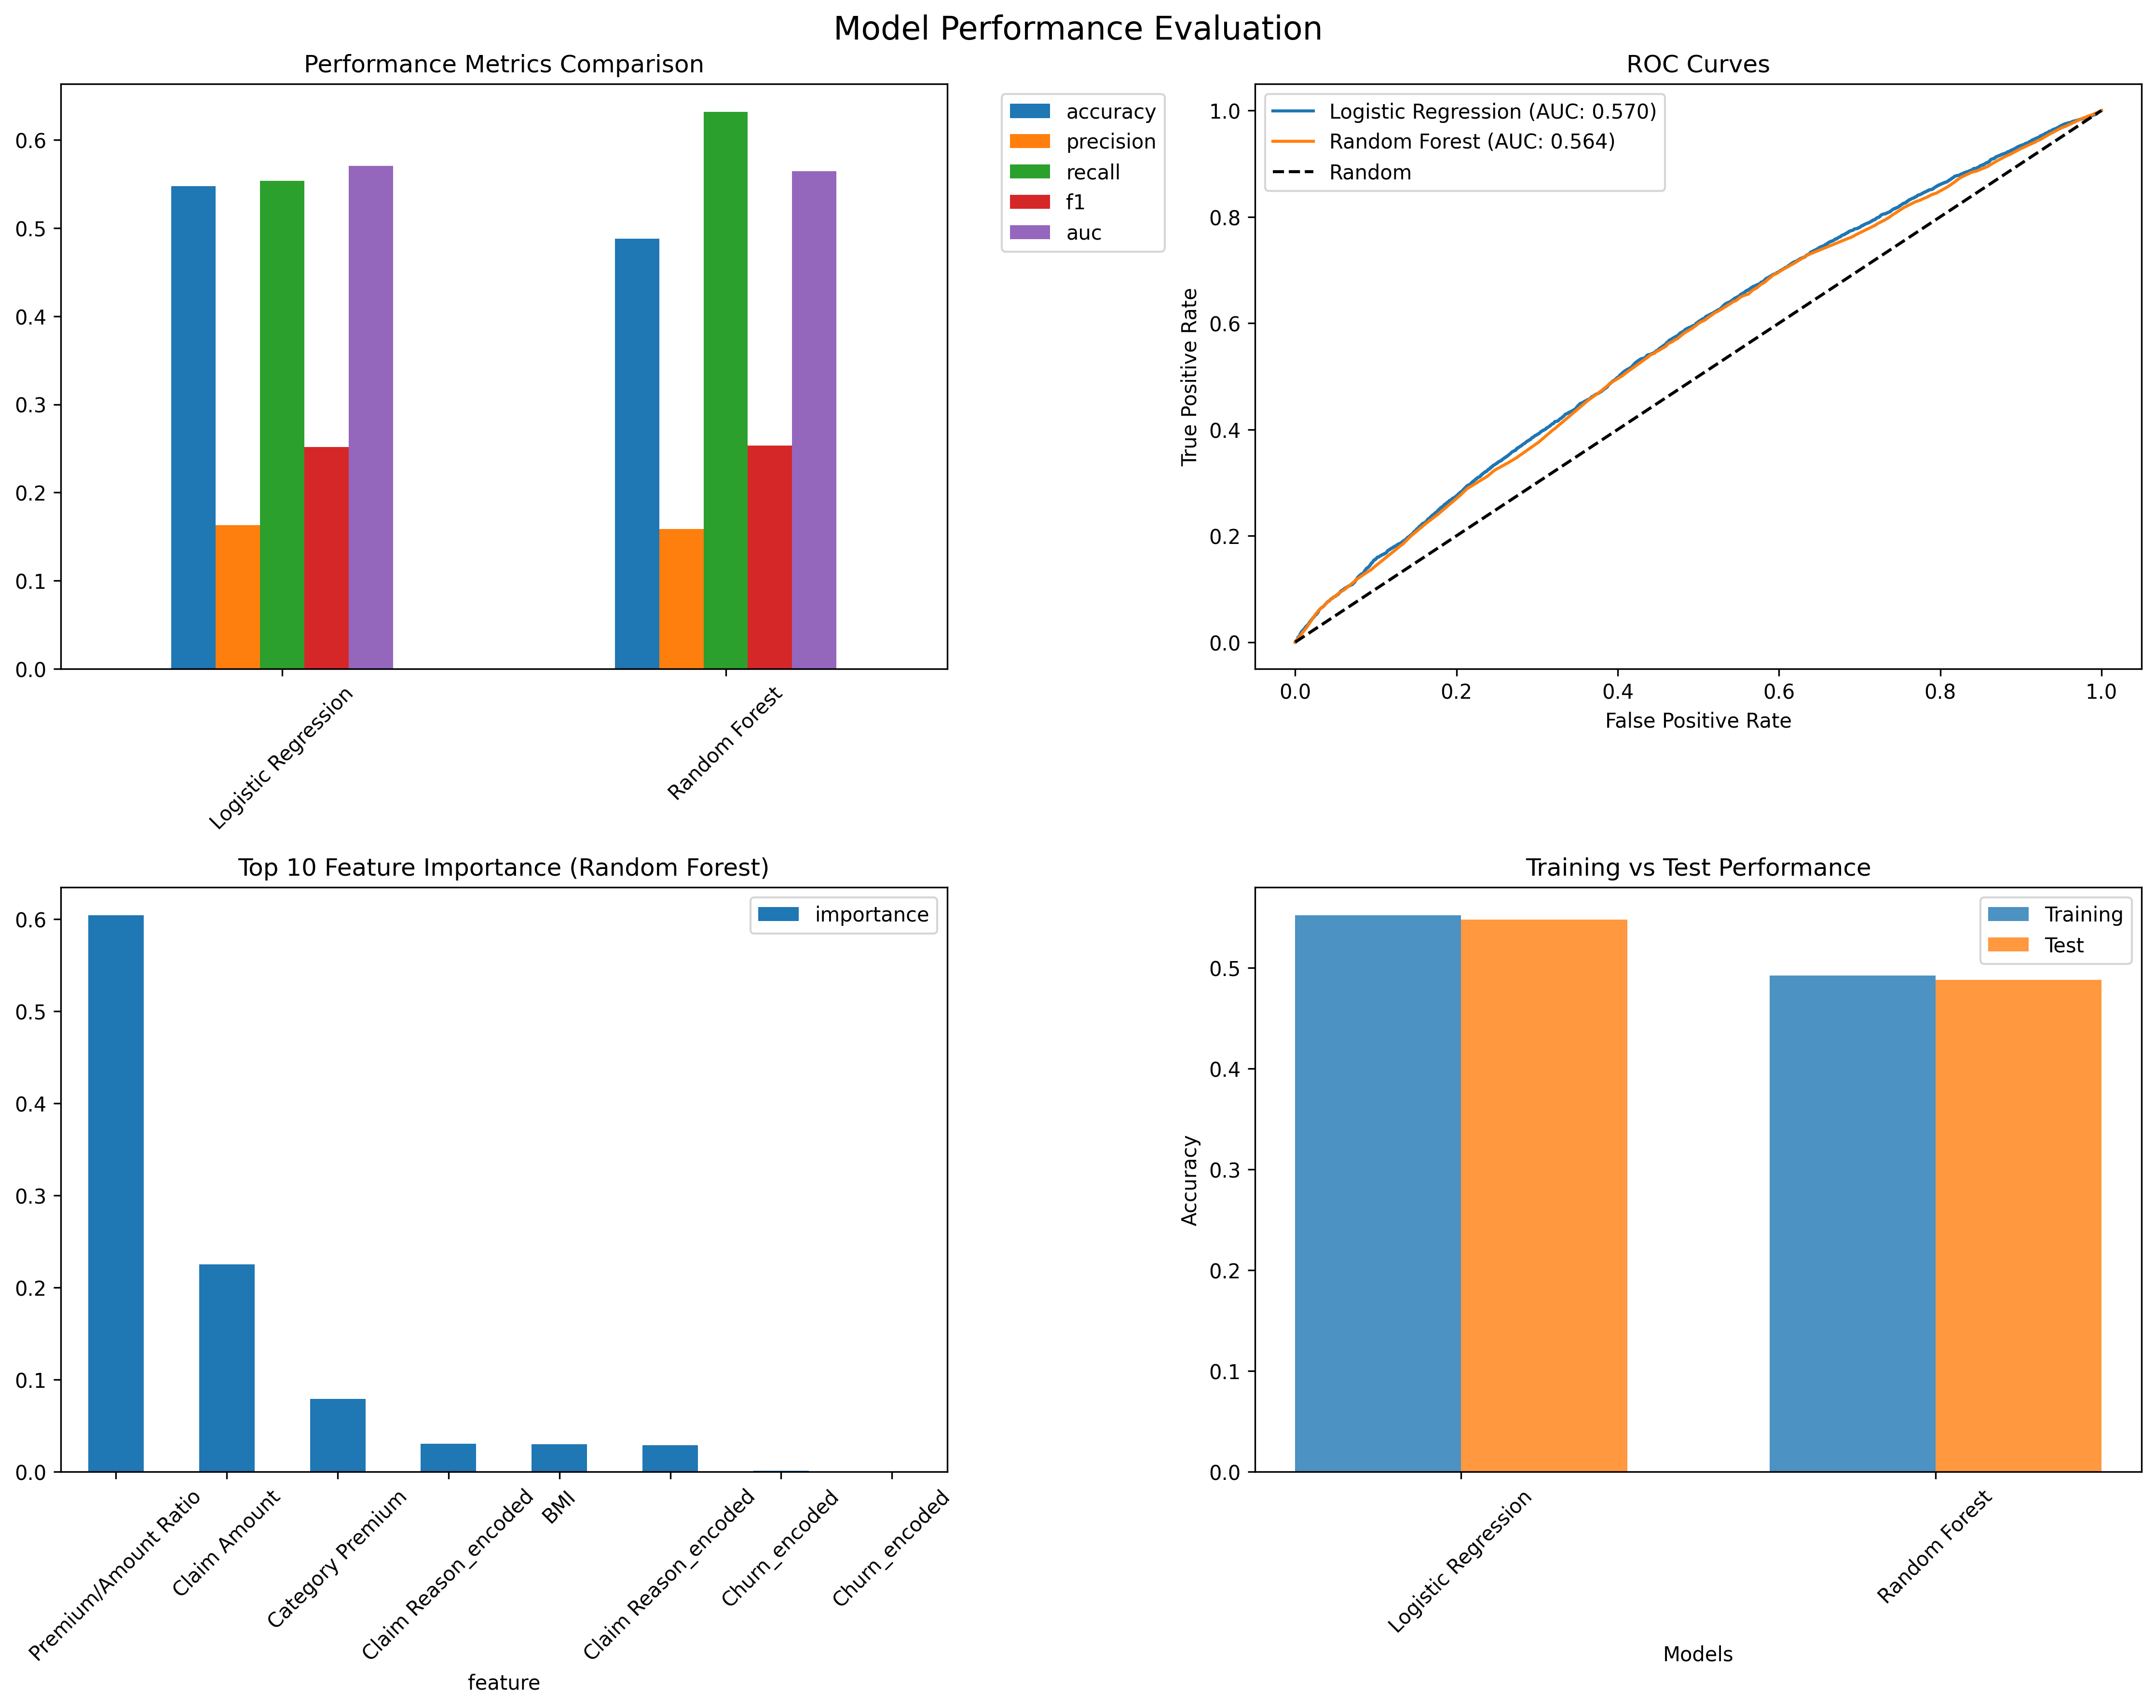 Model Performance Evaluation
Performance Metrics Comparison
0.6
0.5
0.4
0.3
0.2
0.1
0.0
Logistic Regression
Random Forest
accuracy
precision
recall
f1
auc
ROC Curves
Logistic Regression (AUC: 0.570)
Random Forest (AUC: 0.564)
Random
True Positive Rate
1.0
0.8
0.6
0.4
0.2
0.0
0.0 0.2 0.4 0.6 0.8 1.0
False Positive Rate
Top 10 Feature Importance (Random Forest)
importance
0.6
0.5
0.4
0.3
0.2
0.1
0.0
Premium/Amount Ratio
Claim Amount
Category Premium
Claim Reason_encoded
BMI
Claim Reason_encoded
Churn_encoded
Churn_encoded
feature
Training vs Test Performance
Training
Test
Accuracy
0.5
0.4
0.3
0.2
0.1
0.0
Logistic Regression
Random Forest
Models